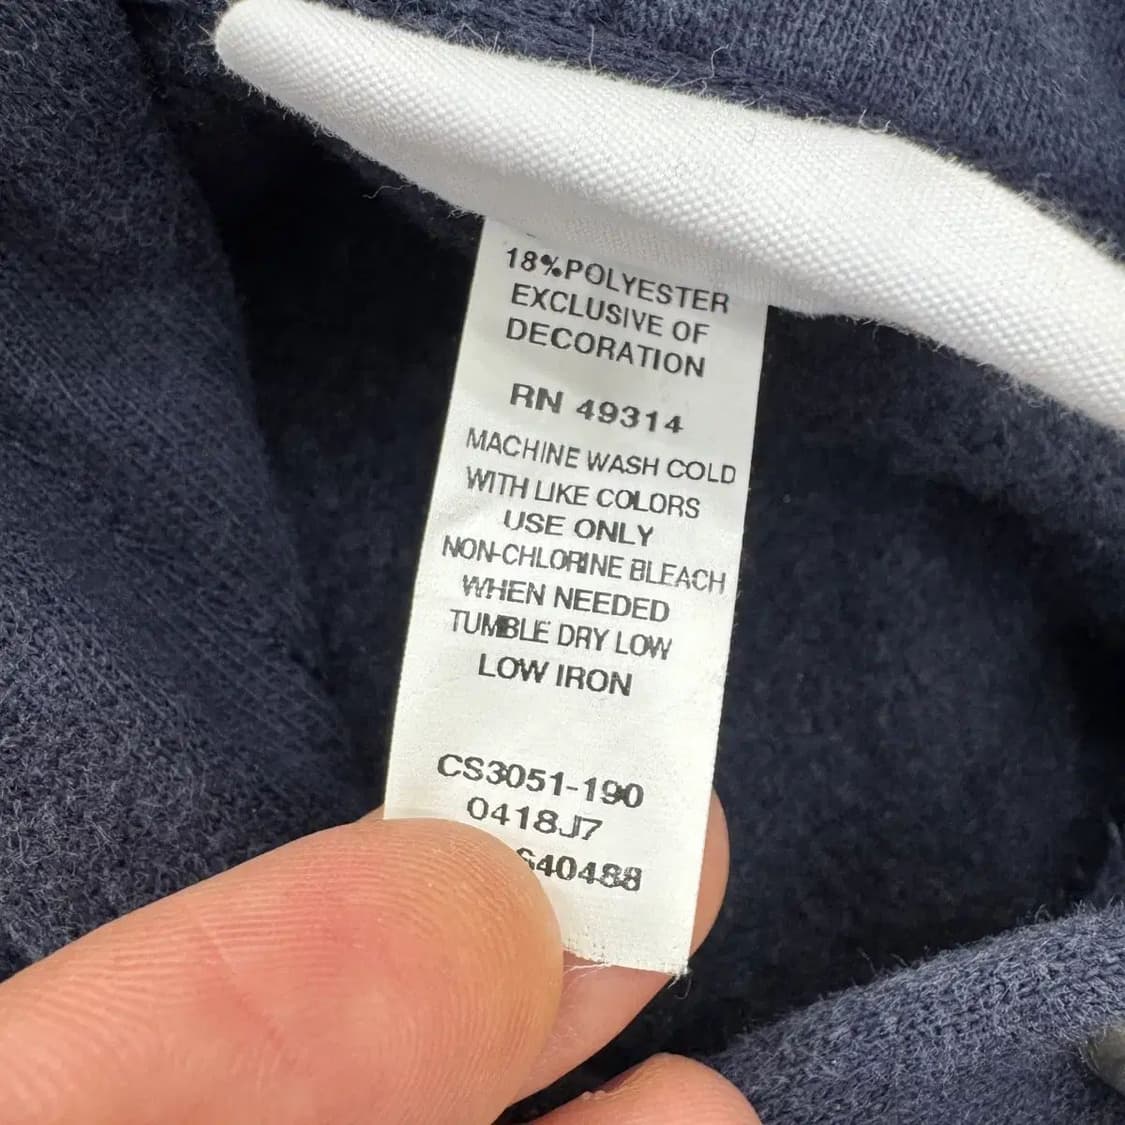 18%POLYESTER
EXCLUSIVE OF
DECORATION
RN 49314
MACHINE WASH COLD
WITH LIKE COLORS
USE ONLY
NON-CHLORINE BLEACH
WHEN NEEDED
TUMBLE DRY LOW
LOW IRON
CS3051-190
0418J7